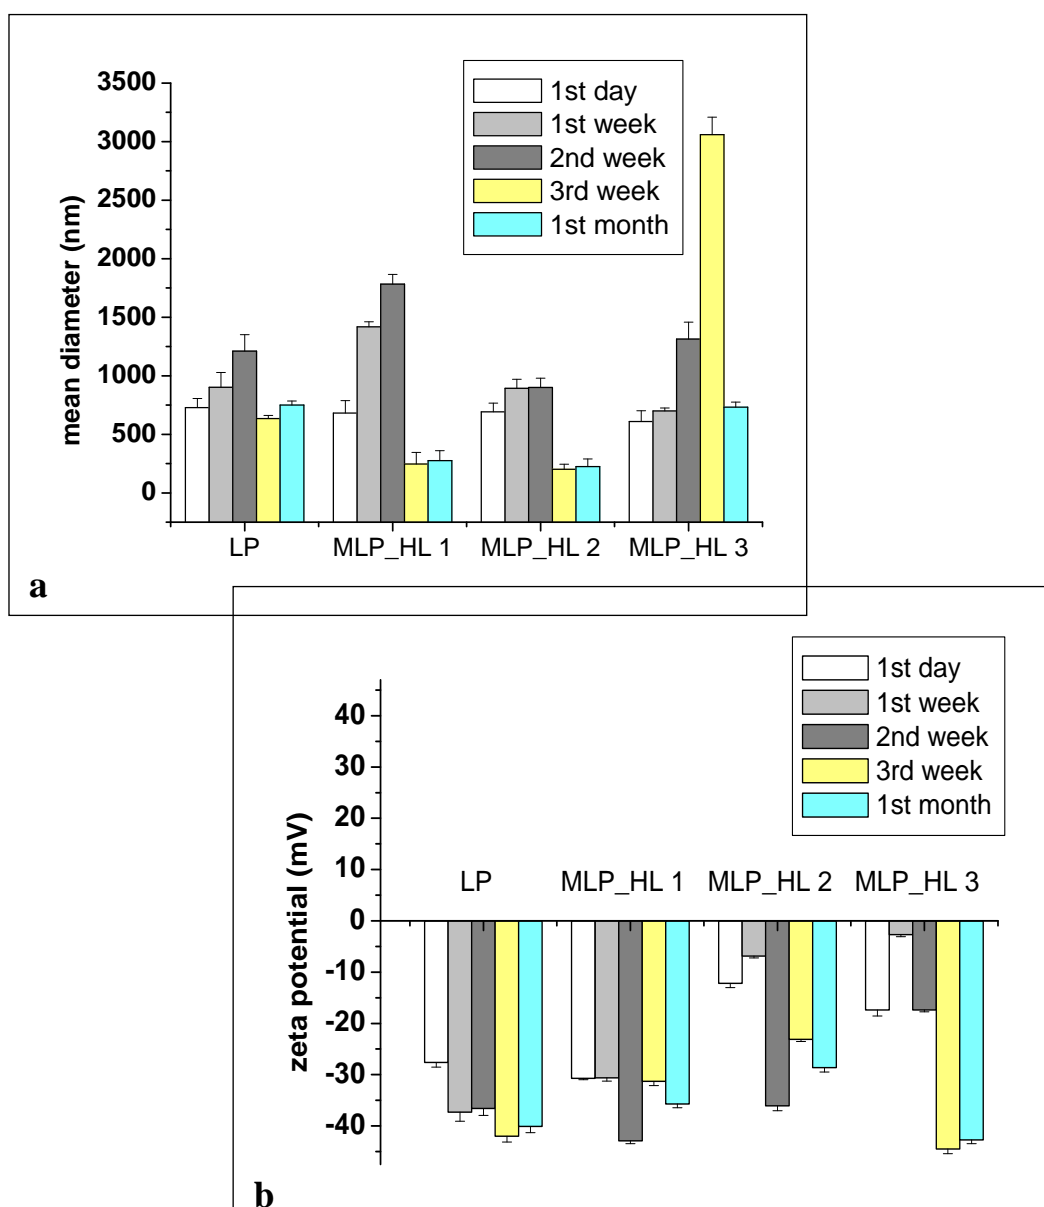 3500
3000
2500
2000
1500
1000
500
0
mean diameter (nm)
1st day
1st week
2nd week
3rd week
1st month
LP
MLP_HL 1
MLP_HL 2
MLP_HL 3
a
1st day
1st week
2nd week
3rd week
1st month
40
30
20
10
0
-10
-20
-30
-40
zeta potential (mV)
LP
MLP_HL 1
MLP_HL 2
MLP_HL 3
b